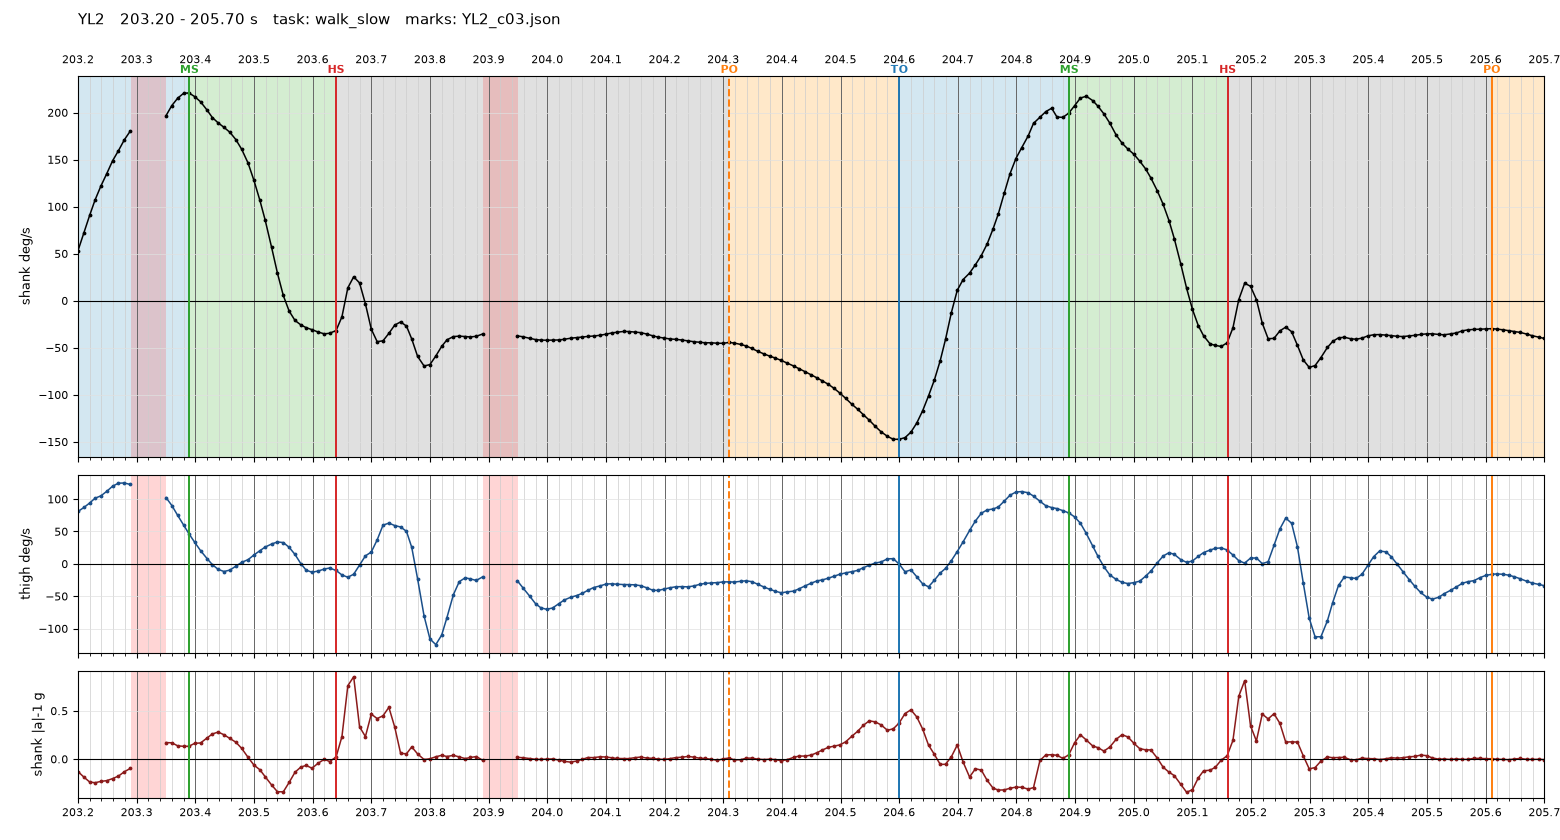 YL2   203.20 - 205.70 s   task: walk_slow   marks: YL2_c03.json
203.2 203.3 203.4 203.5 203.6 203.7 203.8 203.9 204.0 204.1 204.2 204.3 204.4 204.5 204.6 204.7 204.8 204.9 205.0 205.1 205.2 205.3 205.4 205.5 205.6 205.7
MS HS PO TO MS HS PO
shank deg/s
200
150
100
50
0
−50
−100
−150
thigh deg/s
100
50
0
−50
−100
shank |a|-1 g
0.5
0.0
203.2 203.3 203.4 203.5 203.6 203.7 203.8 203.9 204.0 204.1 204.2 204.3 204.4 204.5 204.6 204.7 204.8 204.9 205.0 205.1 205.2 205.3 205.4 205.5 205.6 205.7